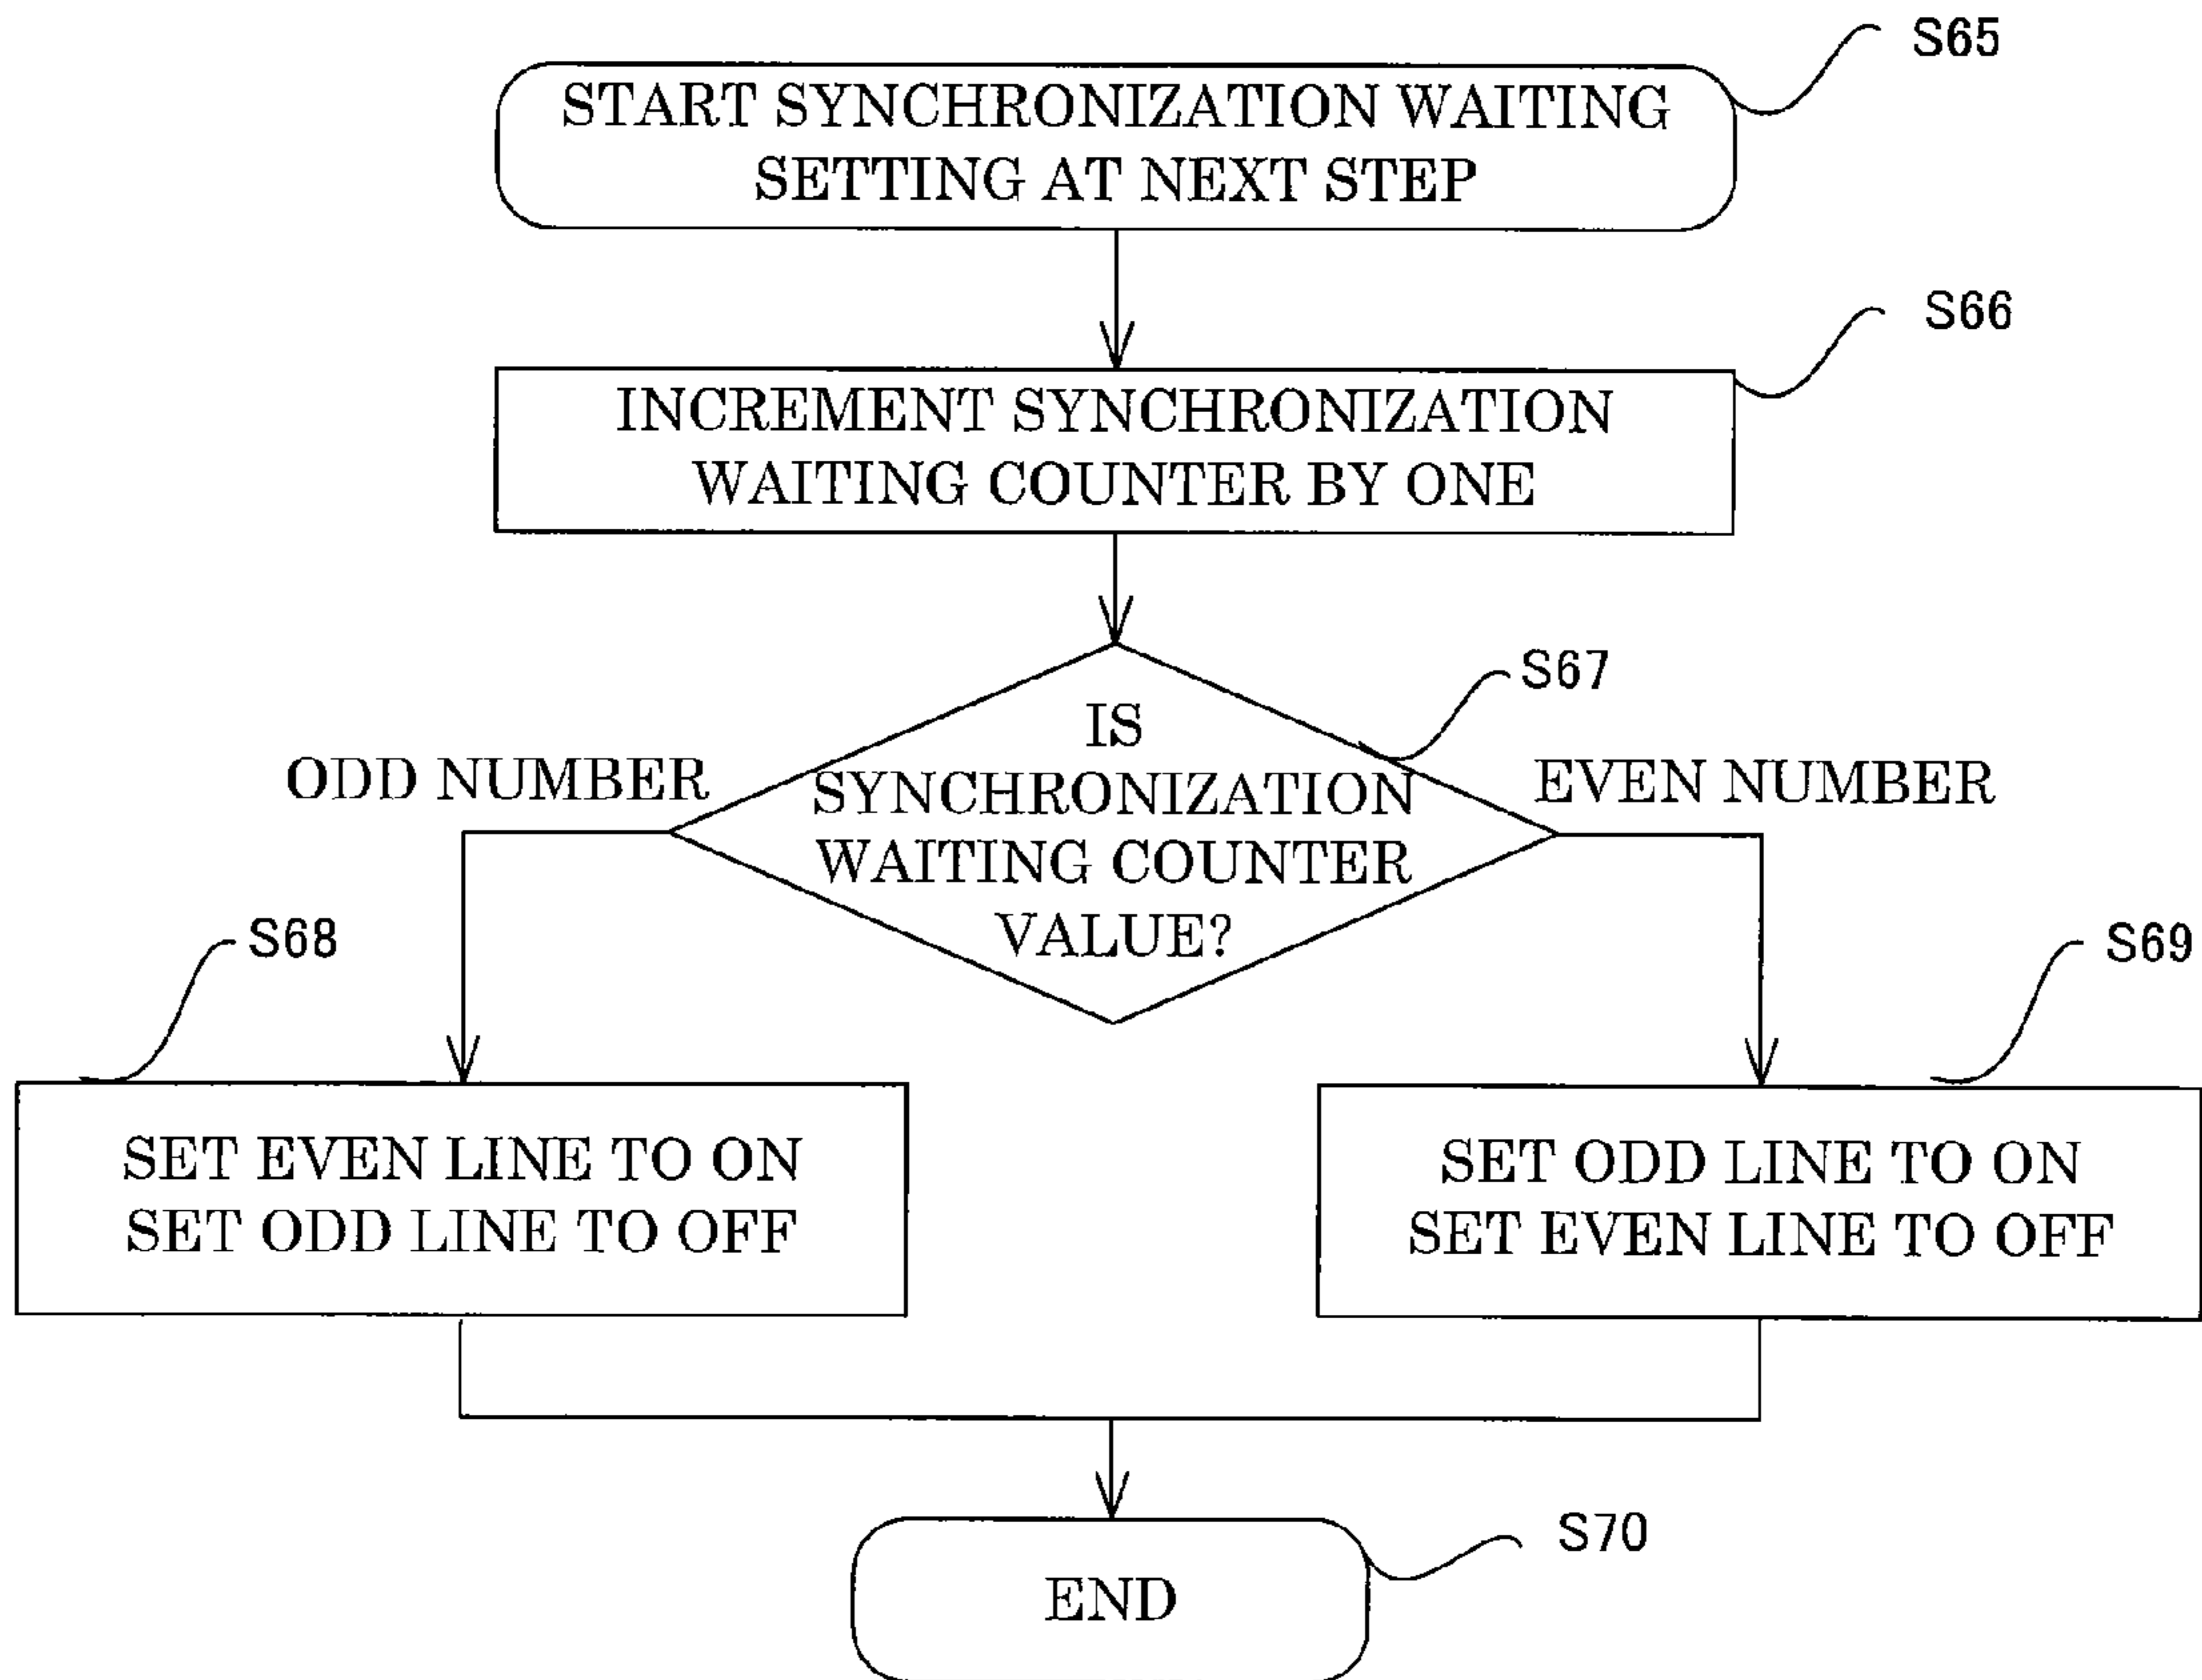 S65
START SYNCHRONIZATION WAITING
SETTING AT NEXT STEP
S66
INCREMENT SYNCHRONIZATION
WAITING COUNTER BY ONE
S67
IS
SYNCHRONIZATION
WAITING COUNTER
VALUE?
ODD NUMBER
EVEN NUMBER
S68
SET EVEN LINE TO ON
SET ODD LINE TO OFF
S69
SET ODD LINE TO ON
SET EVEN LINE TO OFF
S70
END